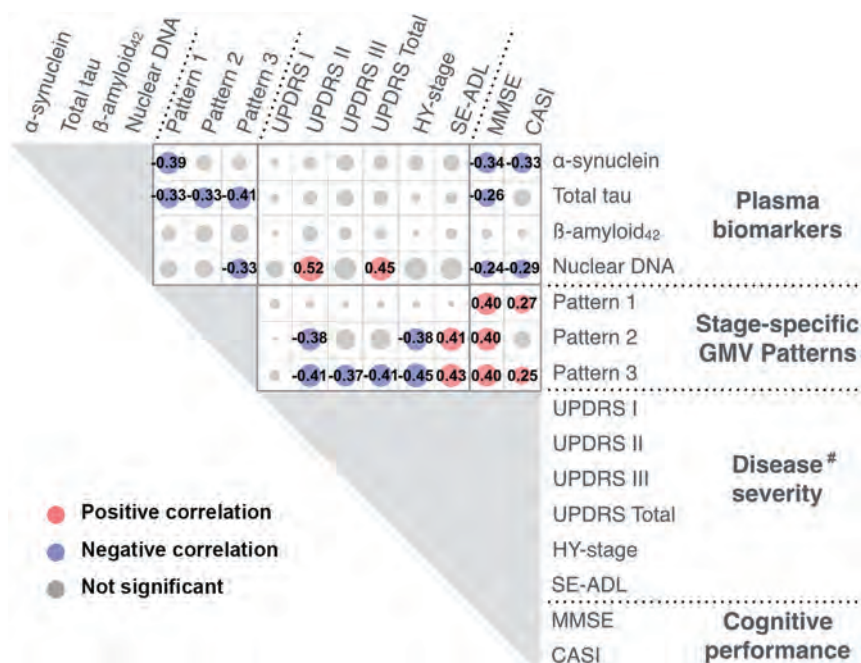 α-synuclein
Total tau
β-amyloid₄₂
Nuclear DNA
Pattern 1
Pattern 2
Pattern 3
UPDRS I
UPDRS II
UPDRS III
UPDRS Total
HY-stage
SE-ADL
MMSE
CASI
-0.39 -0.34 -0.33 α-synuclein
-0.33 -0.33 -0.41 -0.26 Total tau
β-amyloid₄₂
-0.33 0.52 0.45 -0.24 -0.29 Nuclear DNA
Plasma
biomarkers
0.40 0.27 Pattern 1
-0.38 -0.38 0.41 0.40 Pattern 2
-0.41 -0.37 -0.41 -0.45 0.43 0.40 0.25 Pattern 3
Stage-specific
GMV Patterns
UPDRS I
UPDRS II
UPDRS III
UPDRS Total
HY-stage
SE-ADL
Disease #
severity
MMSE
CASI
Cognitive
performance
Positive correlation
Negative correlation
Not significant